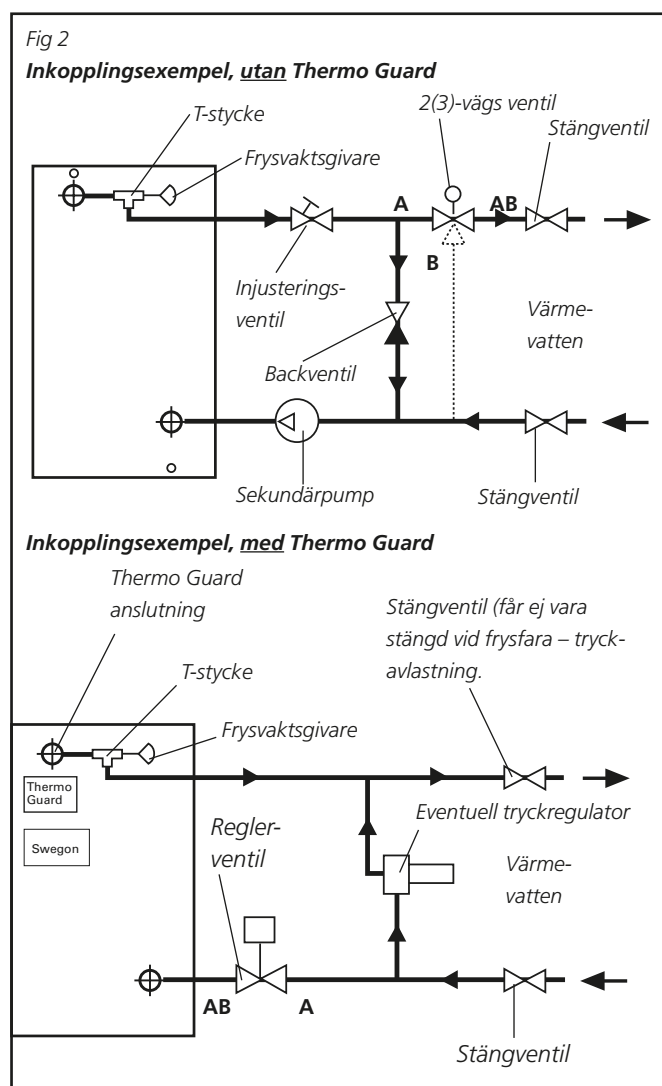 Fig 2
Inkopplingsexempel, utan Thermo Guard
T-stycke
2(3)-vägs ventil
Stängventil
Frysvaktsgivare
A
AB
B
Injusterings-
ventil
Värme-
vatten
Backventil
Sekundärpump
Stängventil
Inkopplingsexempel, med Thermo Guard
Thermo Guard
anslutning
Stängventil (får ej vara
stängd vid frysfara – tryck-
avlastning.
T-stycke
Frysvaktsgivare
Thermo
Guard
Swegon
Regler-
ventil
Eventuell tryckregulator
Värme-
vatten
AB
A
Stängventil